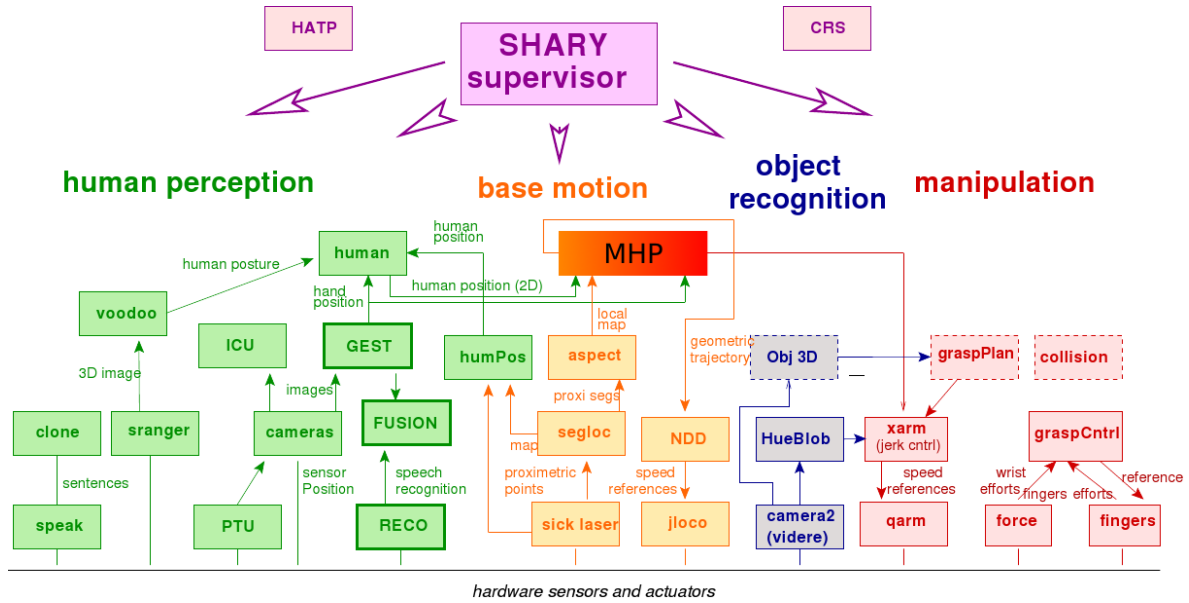 HATP
CRS
SHARY
supervisor
human perception
base motion
object
recognition
manipulation
human
position
human
MHP
human posture
human position (2D)
hand
position
local
map
voodoo
ICU
GEST
humPos
aspect
geometric
trajectory
Obj 3D
graspPlan
collision
3D image
images
proxi segs
clone
sranger
cameras
FUSION
map
segloc
NDD
HueBlob
xarm
(jerk cntrl)
graspCntrl
sentences
sensor
Position
speech
recognition
proximetric
points
speed
references
speed
references
wrist
efforts
fingers
efforts
reference
speak
PTU
RECO
sick laser
jloco
camera2
(videre)
qarm
force
fingers
hardware sensors and actuators